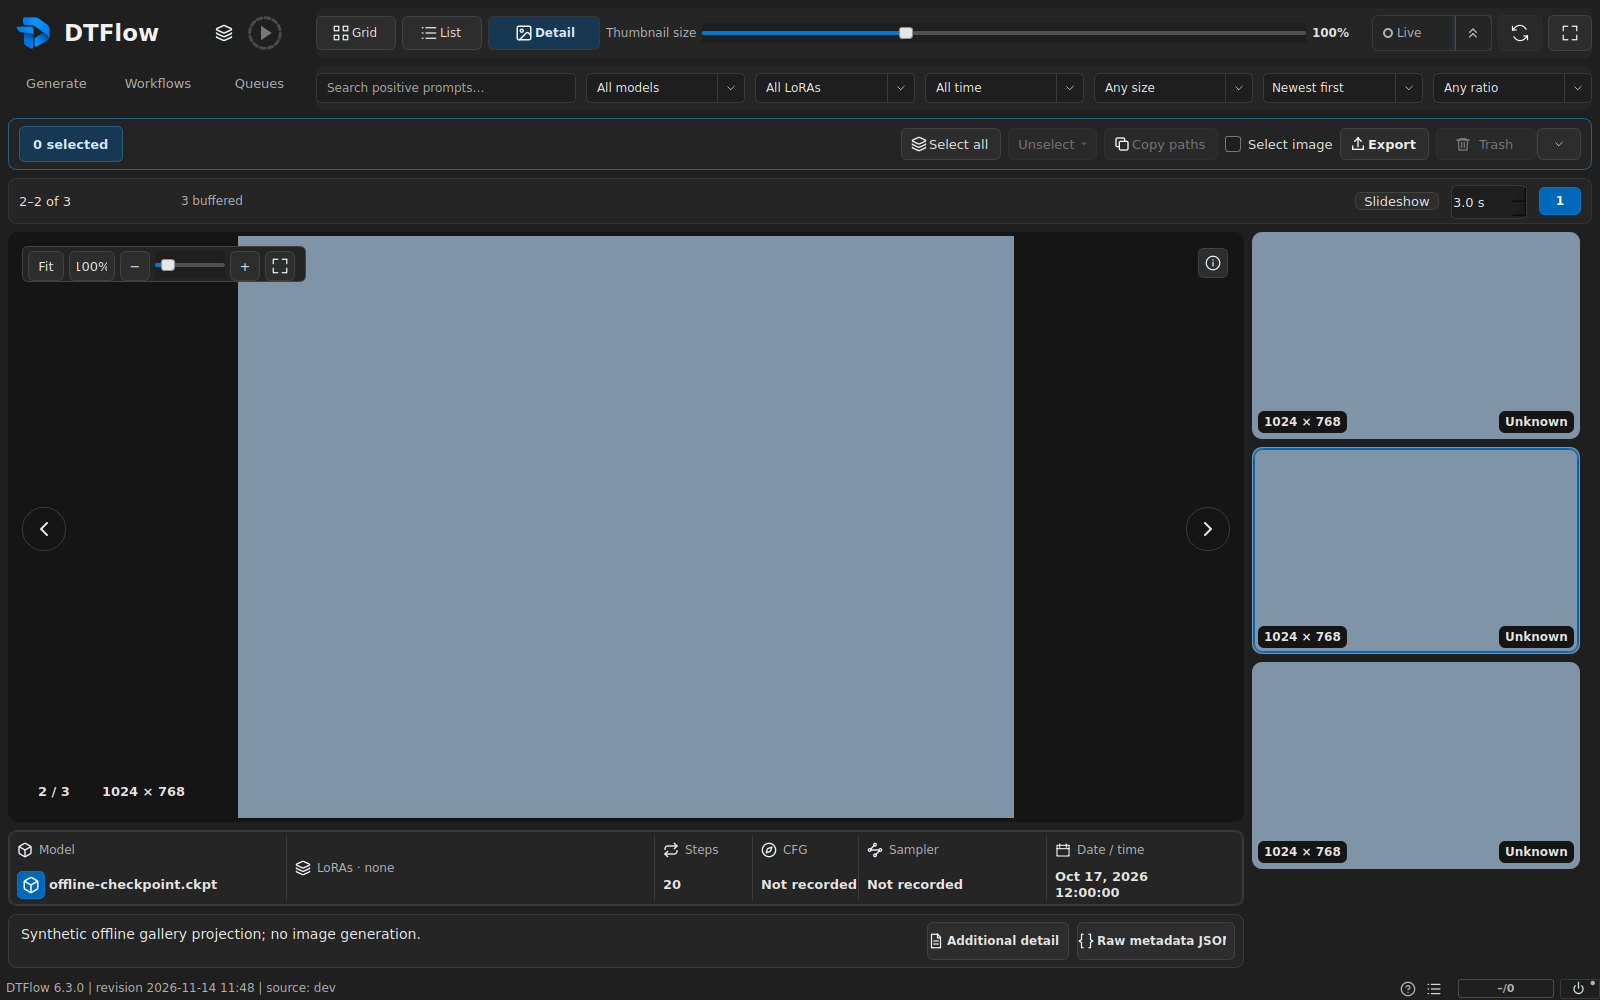 DTFlow
Grid
List
Detail
Thumbnail size
100%
Live
Generate
Workflows
Queues
Search positive prompts...
All models
All LoRAs
All time
Any size
Newest first
Any ratio
0 selected
Select all
Unselect
Copy paths
Select image
Export
Trash
2–2 of 3
3 buffered
Slideshow
3.0 s
1
Fit
100%
−
+
1024 × 768
Unknown
1024 × 768
Unknown
1024 × 768
Unknown
2 / 3
1024 × 768
Model
offline-checkpoint.ckpt
LoRAs · none
Steps
20
CFG
Not recorded
Sampler
Not recorded
Date / time
Oct 17, 2026
12:00:00
Synthetic offline gallery projection; no image generation.
Additional detail
Raw metadata JSON
DTFlow 6.3.0 | revision 2026-11-14 11:48 | source: dev
–/0